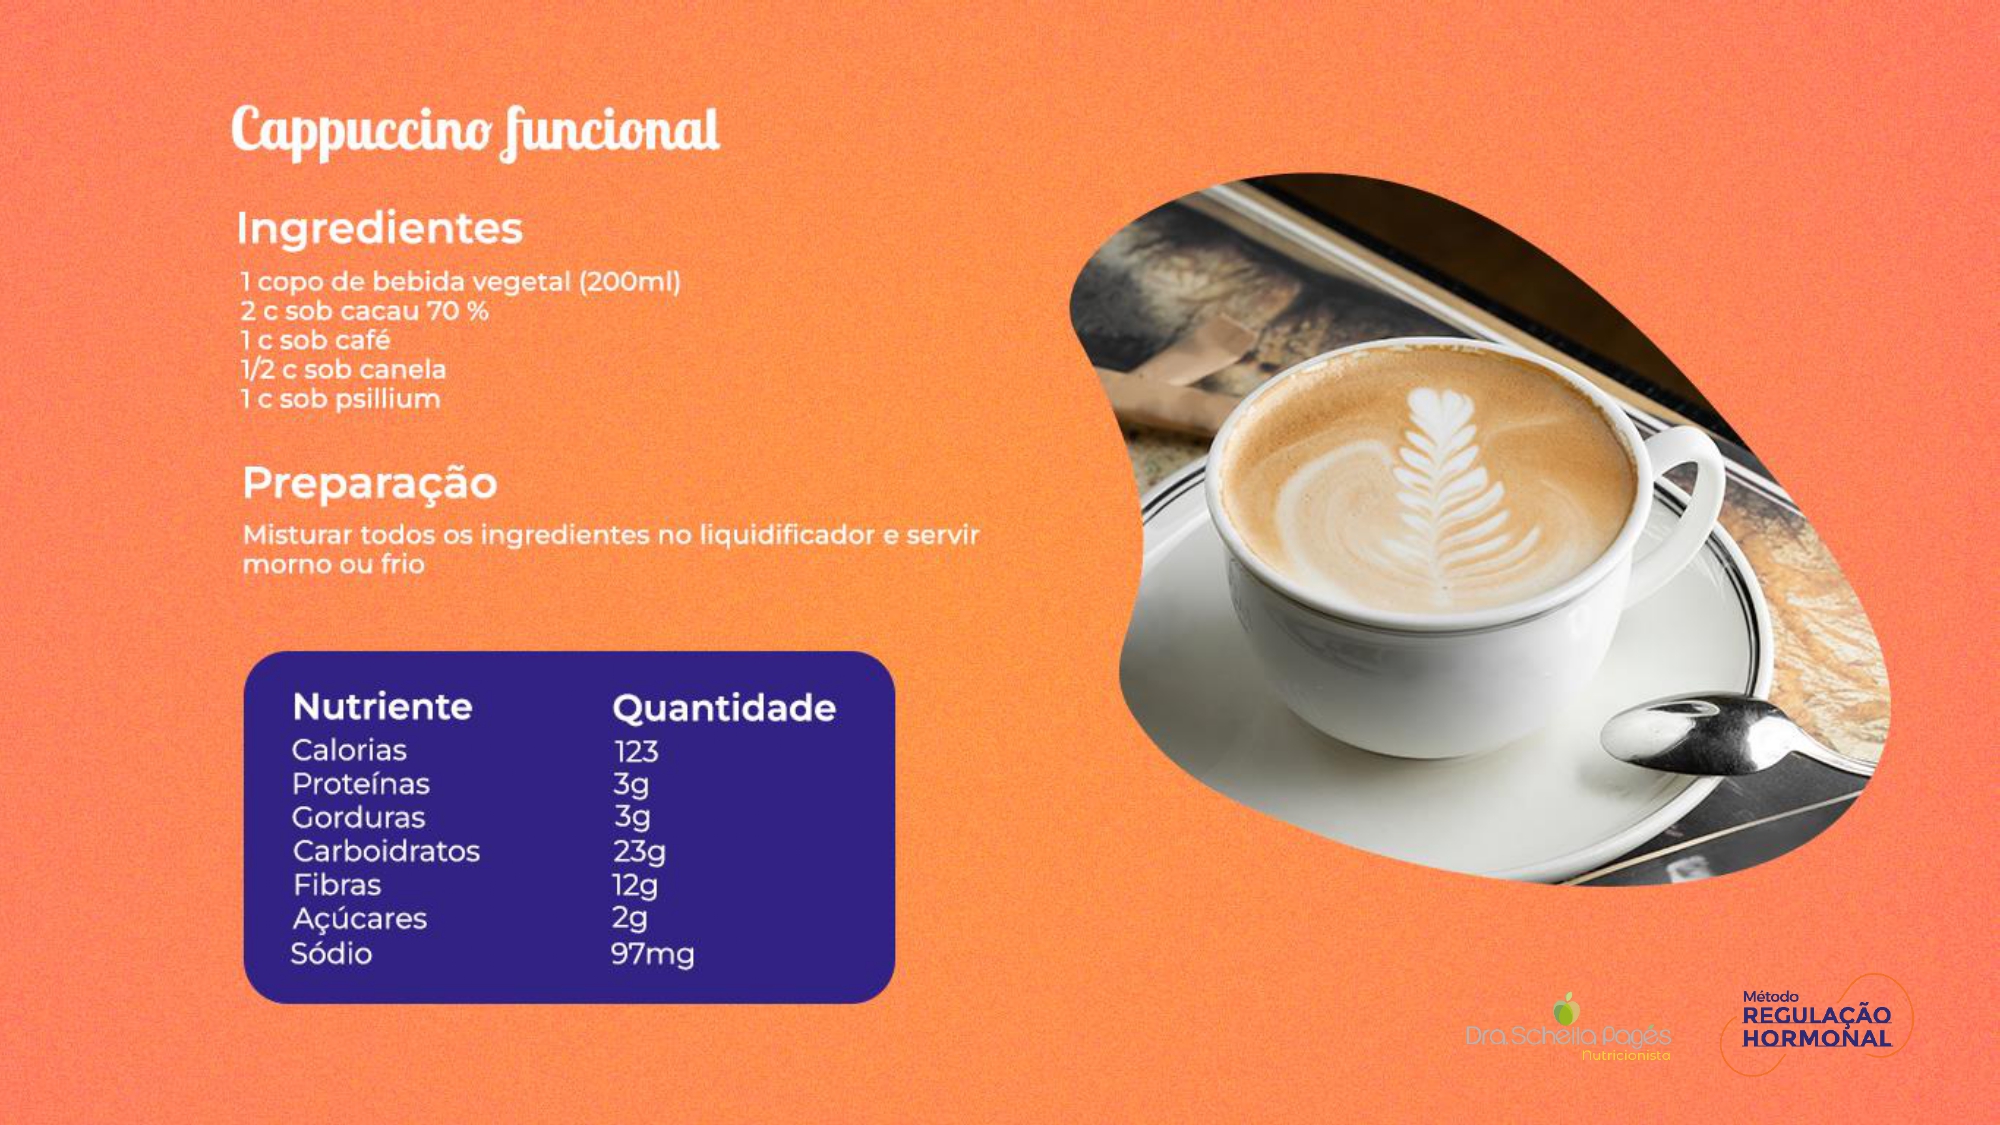 Cappuccino funcional
Ingredientes
1 copo de bebida vegetal (200ml)
2 c sob cacau 70 %
1 c sob café
1/2 c sob canela
1 c sob psillium
Preparação
Misturar todos os ingredientes no liquidificador e servir
morno ou frio
Nutriente Quantidade
Calorias 123
Proteínas 3g
Gorduras 3g
Carboidratos 23g
Fibras 12g
Açúcares 2g
Sódio 97mg
Dra. Scheila Pagés
Nutricionista
Método
REGULAÇÃO
HORMONAL